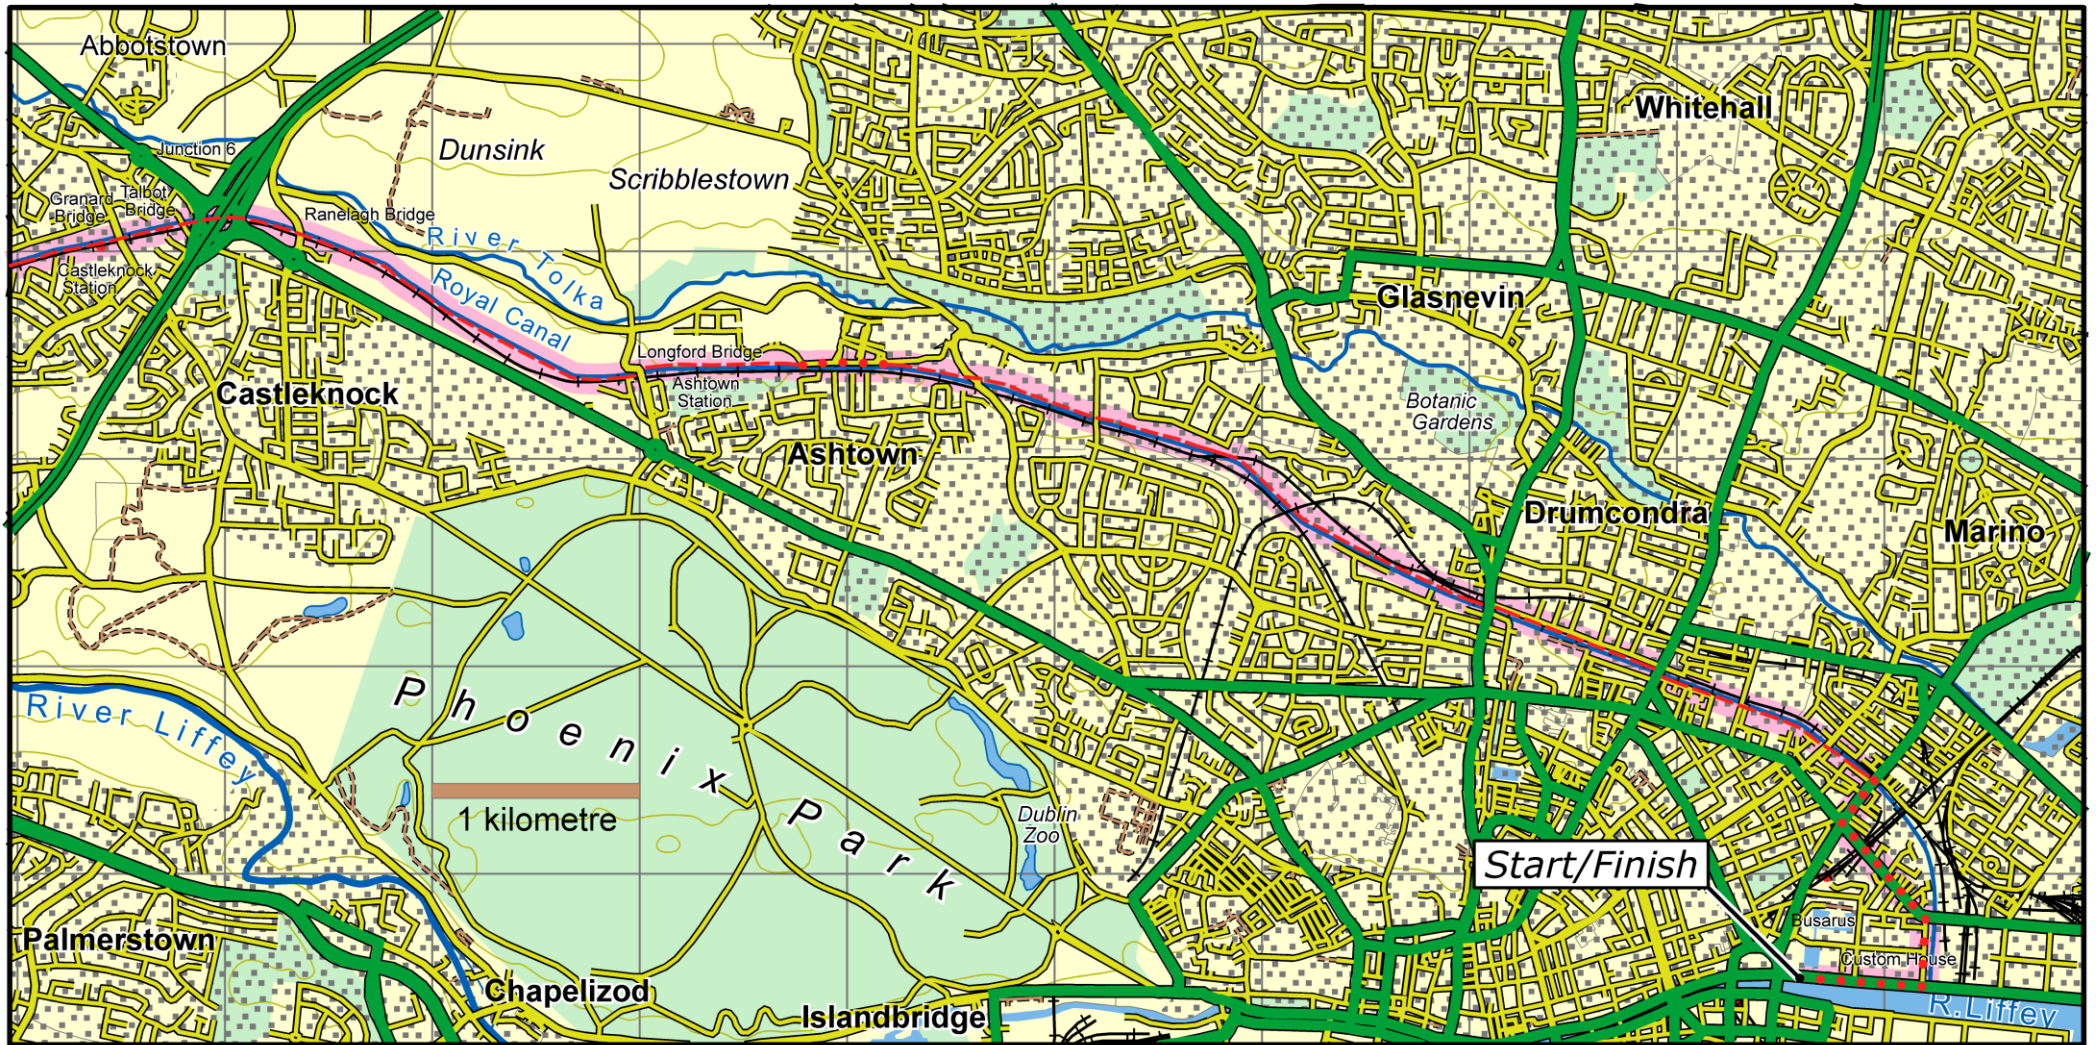 Abbotstown
Whitehall
Junction 6
Dunsink
Scribblestown
Granard
Bridge
Talbot
Bridge
Ranelagh Bridge
River Tolka
Castleknock
Station
Royal Canal
Glasnevin
Longford Bridge
Ashtown
Station
Castleknock
Botanic
Gardens
Ashtown
Drumcondra
Marino
River Liffey
Phoenix Park
1 kilometre
Dublin
Zoo
Start/Finish
Busarus
Palmerstown
Custom House
Chapelizod
Islandbridge
R.Liffey